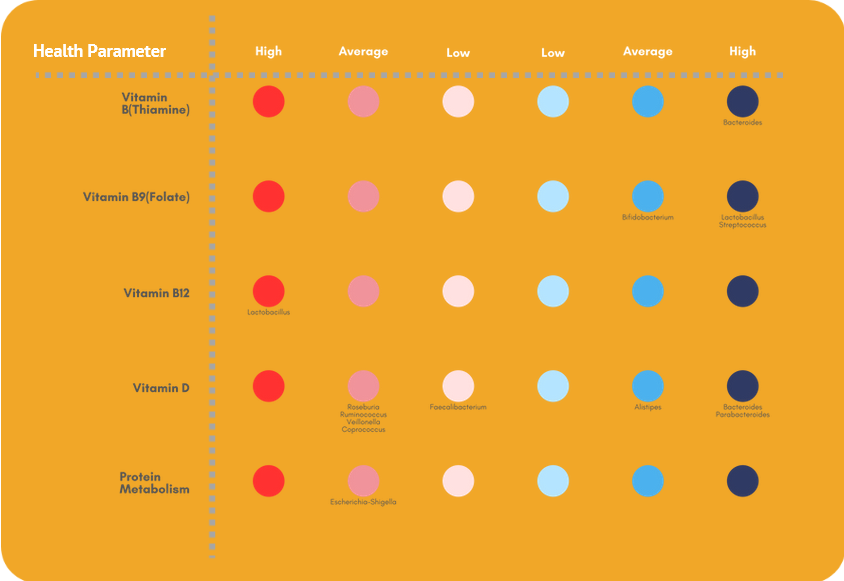 Health Parameter
High Average Low Low Average High
Vitamin
B(Thiamine)
Bacteroides
Vitamin B9(Folate)
Bifidobacterium
Lactobacillus
Streptococcus
Vitamin B12
Lactobacillus
Vitamin D
Roseburia
Ruminococcus
Veillonella
Coprococcus
Faecalibacterium
Alistipes
Bacteroides
Parabacteroides
Protein
Metabolism
Escherichia-Shigella